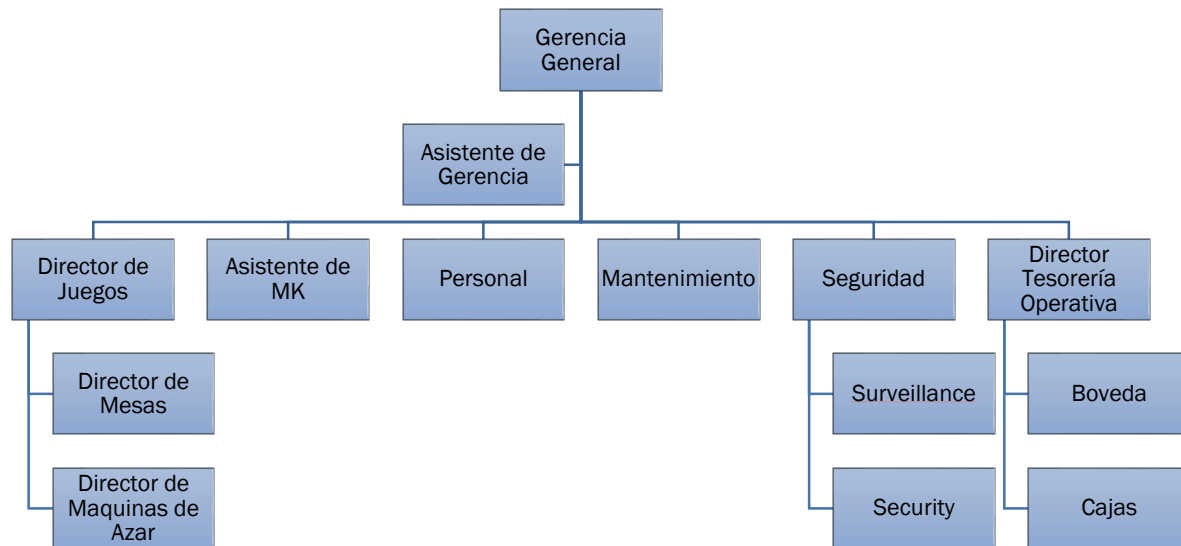 Gerencia
General
Asistente de
Gerencia
Director de
Juegos
Asistente de
MK
Personal
Mantenimiento
Seguridad
Director
Tesorería
Operativa
Director de
Mesas
Surveillance
Boveda
Director de
Maquinas de
Azar
Security
Cajas